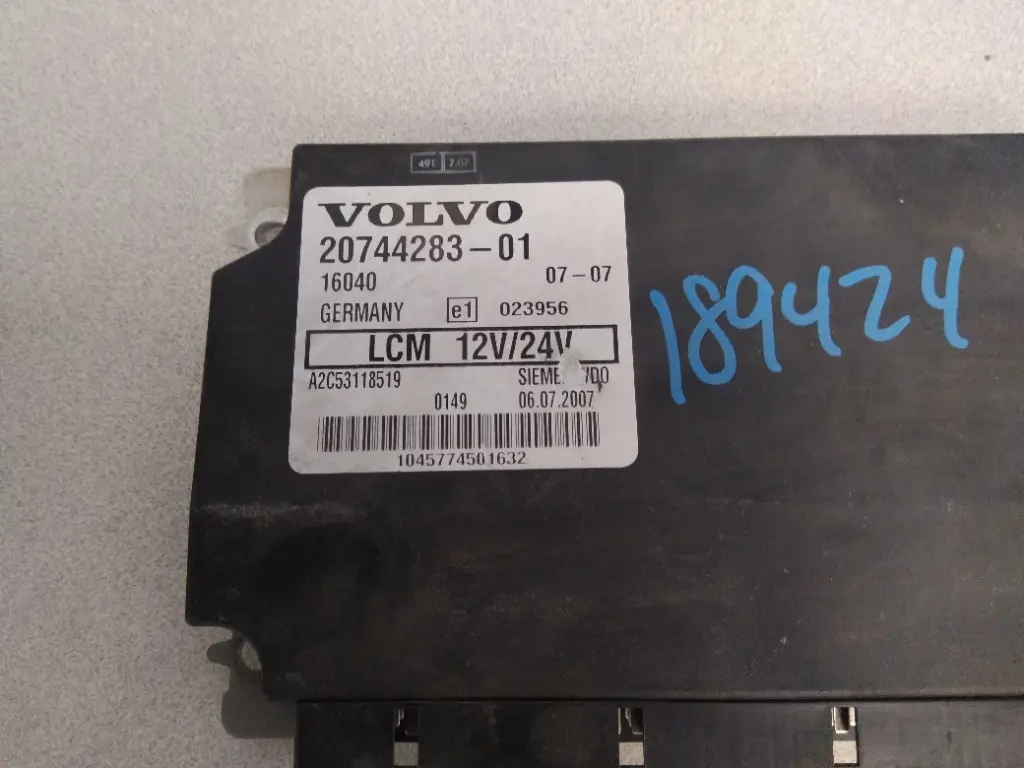 491 7.07
VOLVO
20744283-01
16040 07-07
GERMANY e1 023956
LCM 12V/24V
A2C53118519
0149 06.07.2007
1045774501632
189424